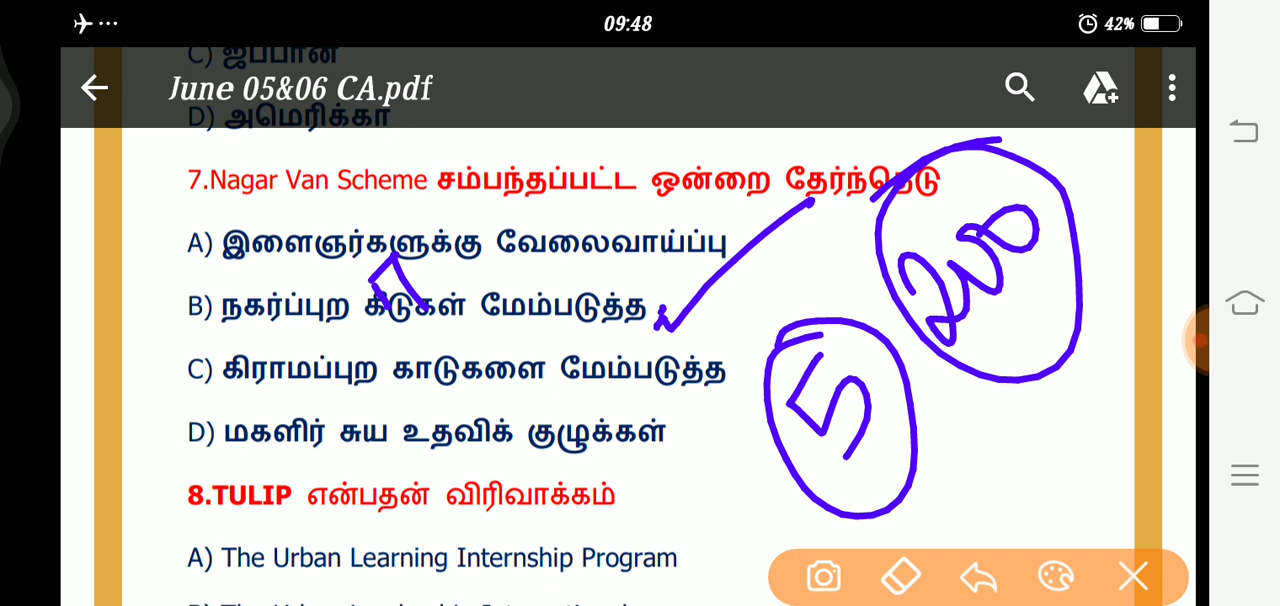 09:48
42%
C) ஜப்பான்
June 05&06 CA.pdf
D) அமெரிக்கா
7.Nagar Van Scheme சம்பந்தப்பட்ட ஒன்றை தேர்ந்தெடு
A) இளைஞர்களுக்கு வேலைவாய்ப்பு
200
B) நகர்ப்புற கீடுகள் மேம்படுத்த
C) கிராமப்புற காடுகளை மேம்படுத்த
5
D) மகளிர் சுய உதவிக் குழுக்கள்
8.TULIP என்பதன் விரிவாக்கம்
A) The Urban Learning Internship Program